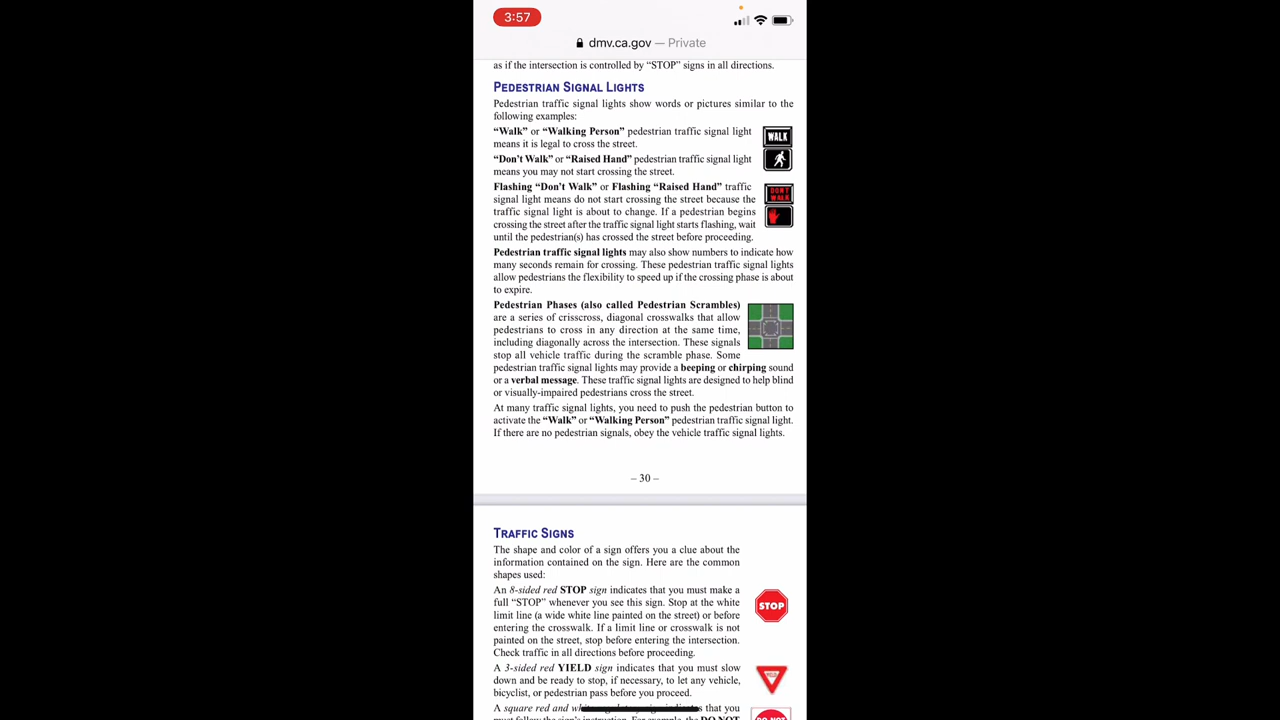 3:57
dmv.ca.gov — Private
as if the intersection is controlled by “STOP” signs in all directions.
PEDESTRIAN SIGNAL LIGHTS
Pedestrian traffic signal lights show words or pictures similar to the
following examples:
“Walk” or “Walking Person” pedestrian traffic signal light
means it is legal to cross the street.
WALK
“Don’t Walk” or “Raised Hand” pedestrian traffic signal light
means you may not start crossing the street.
Flashing “Don’t Walk” or Flashing “Raised Hand” traffic
signal light means do not start crossing the street because the
traffic signal light is about to change. If a pedestrian begins
crossing the street after the traffic signal light starts flashing, wait
until the pedestrian(s) has crossed the street before proceeding.
DONT
WALK
Pedestrian traffic signal lights may also show numbers to indicate how
many seconds remain for crossing. These pedestrian traffic signal lights
allow pedestrians the flexibility to speed up if the crossing phase is about
to expire.
Pedestrian Phases (also called Pedestrian Scrambles)
are a series of crisscross, diagonal crosswalks that allow
pedestrians to cross in any direction at the same time,
including diagonally across the intersection. These signals
stop all vehicle traffic during the scramble phase. Some
pedestrian traffic signal lights may provide a beeping or chirping sound
or a verbal message. These traffic signal lights are designed to help blind
or visually-impaired pedestrians cross the street.
At many traffic signal lights, you need to push the pedestrian button to
activate the “Walk” or “Walking Person” pedestrian traffic signal light.
If there are no pedestrian signals, obey the vehicle traffic signal lights.
– 30 –
TRAFFIC SIGNS
The shape and color of a sign offers you a clue about the
information contained on the sign. Here are the common
shapes used:
An 8-sided red STOP sign indicates that you must make a
full “STOP” whenever you see this sign. Stop at the white
limit line (a wide white line painted on the street) or before
entering the crosswalk. If a limit line or crosswalk is not
painted on the street, stop before entering the intersection.
Check traffic in all directions before proceeding.
STOP
A 3-sided red YIELD sign indicates that you must slow
down and be ready to stop, if necessary, to let any vehicle,
bicyclist, or pedestrian pass before you proceed.
A square red and that you
must follow the sign’s instruction. For example, the DO NOT
DO NOT